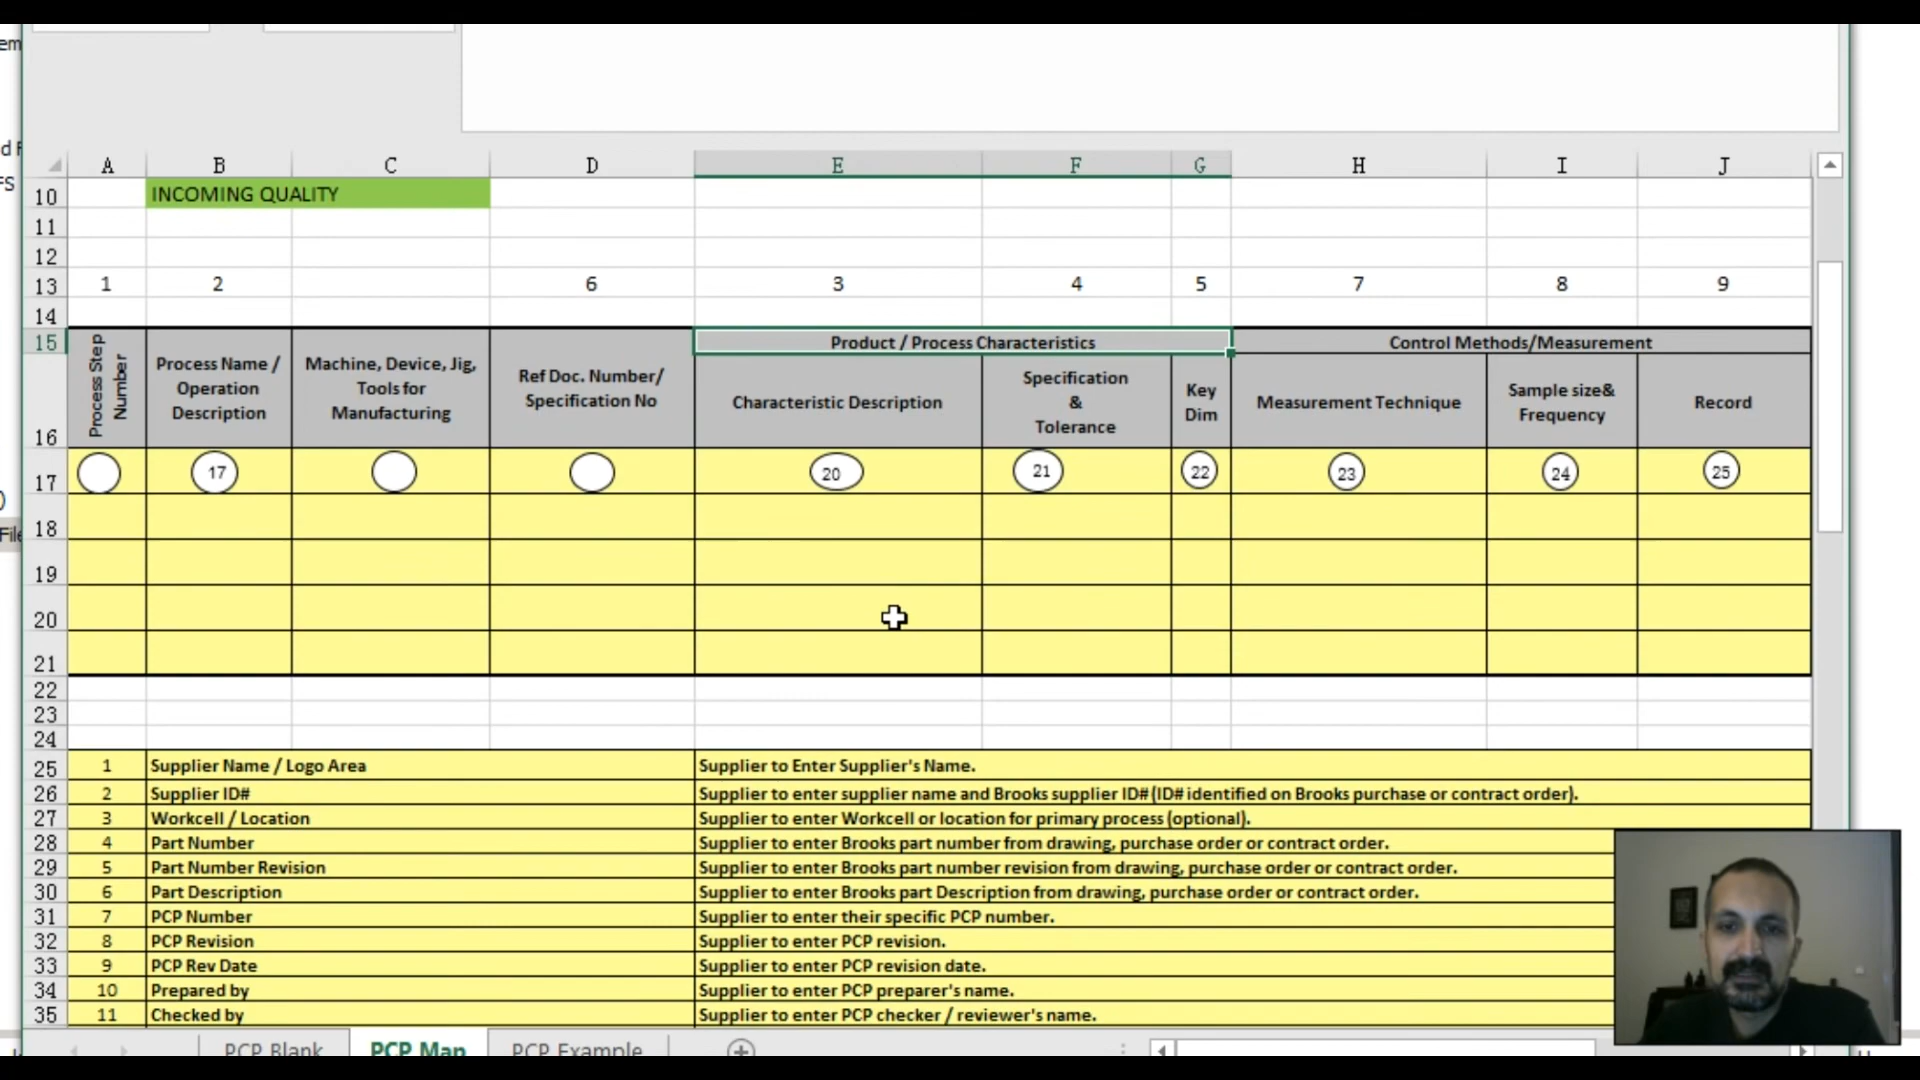 em
d F
FS
)
File
A B C D E F G H I J
10 INCOMING QUALITY
11
12
13 1 2 6 3 4 5 7 8 9
14
15 Product / Process Characteristics Control Methods/Measurement
16
Process Step
Number
Process Name /
Operation
Description
Machine, Device, Jig,
Tools for
Manufacturing
Ref Doc. Number/
Specification No
Characteristic Description
Specification
&
Tolerance
Key
Dim
Measurement Technique
Sample size&
Frequency
Record
17 17 20 21 22 23 24 25
18
19
20
21
22
23
24
25 1 Supplier Name / Logo Area Supplier to Enter Supplier's Name.
26 2 Supplier ID# Supplier to enter supplier name and Brooks supplier ID# (ID# identified on Brooks purchase or contract order).
27 3 Workcell / Location Supplier to enter Workcell or location for primary process (optional).
28 4 Part Number Supplier to enter Brooks part number from drawing, purchase order or contract order.
29 5 Part Number Revision Supplier to enter Brooks part number revision from drawing, purchase order or contract order.
30 6 Part Description Supplier to enter Brooks part Description from drawing, purchase order or contract order.
31 7 PCP Number Supplier to enter their specific PCP number.
32 8 PCP Revision Supplier to enter PCP revision.
33 9 PCP Rev Date Supplier to enter PCP revision date.
34 10 Prepared by Supplier to enter PCP preparer's name.
35 11 Checked by Supplier to enter PCP checker / reviewer's name.
PCP Blank PCP Map PCP Example